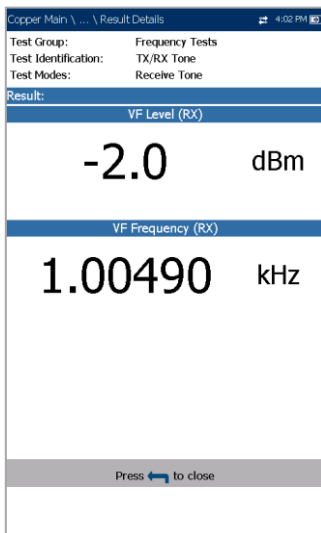 Copper Main \ ... \ Result Details 4:02 PM
Test Group: Frequency Tests
Test Identification: TX/RX Tone
Test Modes: Receive Tone
Result:
VF Level (RX)
-2.0 dBm
VF Frequency (RX)
1.00490 kHz
Press to close